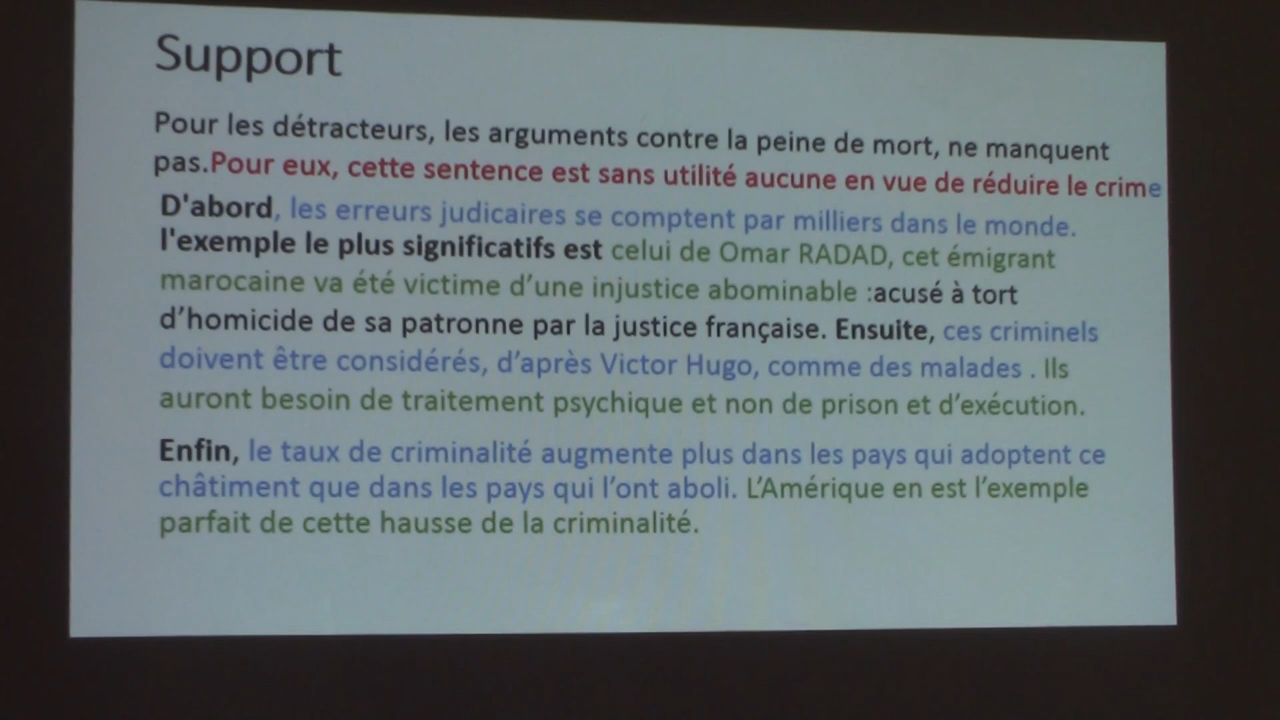 Support
Pour les détracteurs, les arguments contre la peine de mort, ne manquent
pas.Pour eux, cette sentence est sans utilité aucune en vue de réduire le crime
D'abord, les erreurs judicaires se comptent par milliers dans le monde.
l'exemple le plus significatifs est celui de Omar RADAD, cet émigrant
marocaine va été victime d’une injustice abominable :acusé à tort
d’homicide de sa patronne par la justice française. Ensuite, ces criminels
doivent être considérés, d’après Victor Hugo, comme des malades . Ils
auront besoin de traitement psychique et non de prison et d’exécution.
Enfin, le taux de criminalité augmente plus dans les pays qui adoptent ce
châtiment que dans les pays qui l’ont aboli. L’Amérique en est l’exemple
parfait de cette hausse de la criminalité.